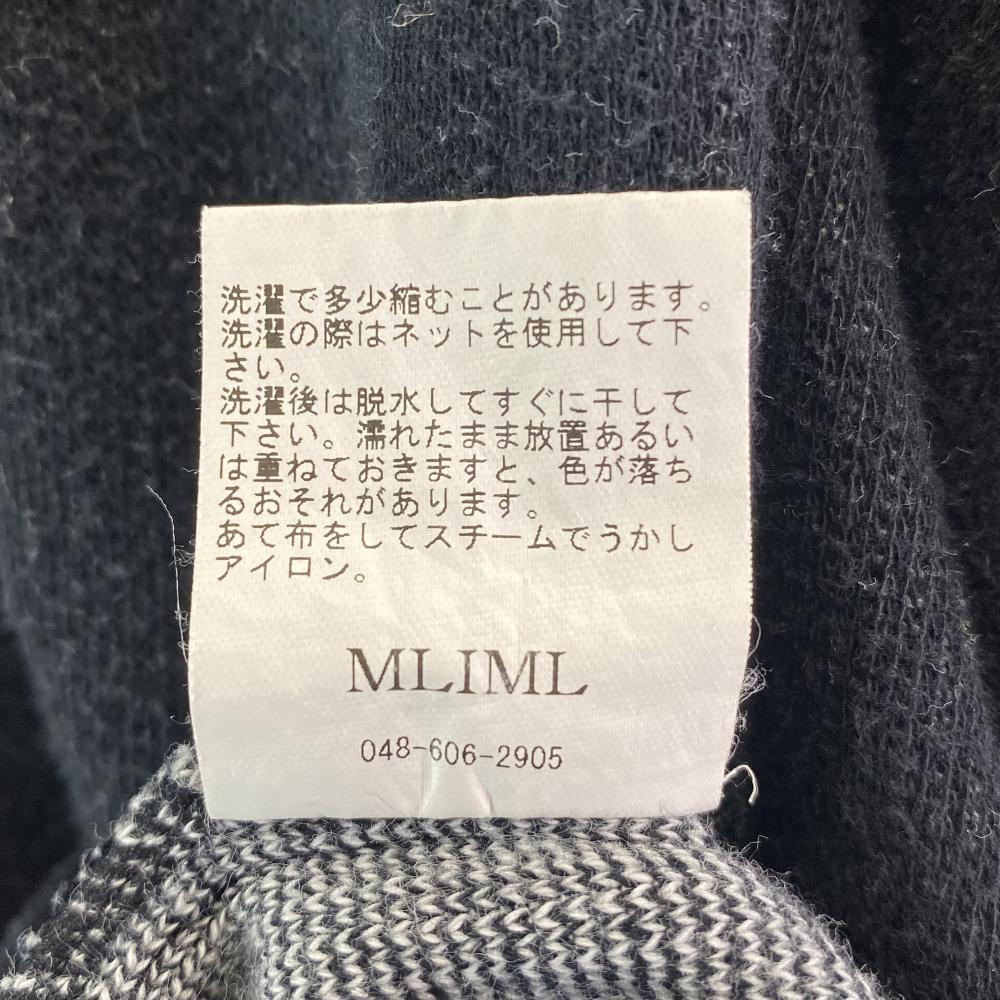 洗濯で多少縮むことがあります。
洗濯の際はネットを使用して下
さい。
洗濯後は脱水してすぐに干して
下さい。濡れたまま放置あるい
は重ねておきますと、色が落ち
るおそれがあります。
あて布をしてスチームでうかし
アイロン。
MLIML
048-606-2905